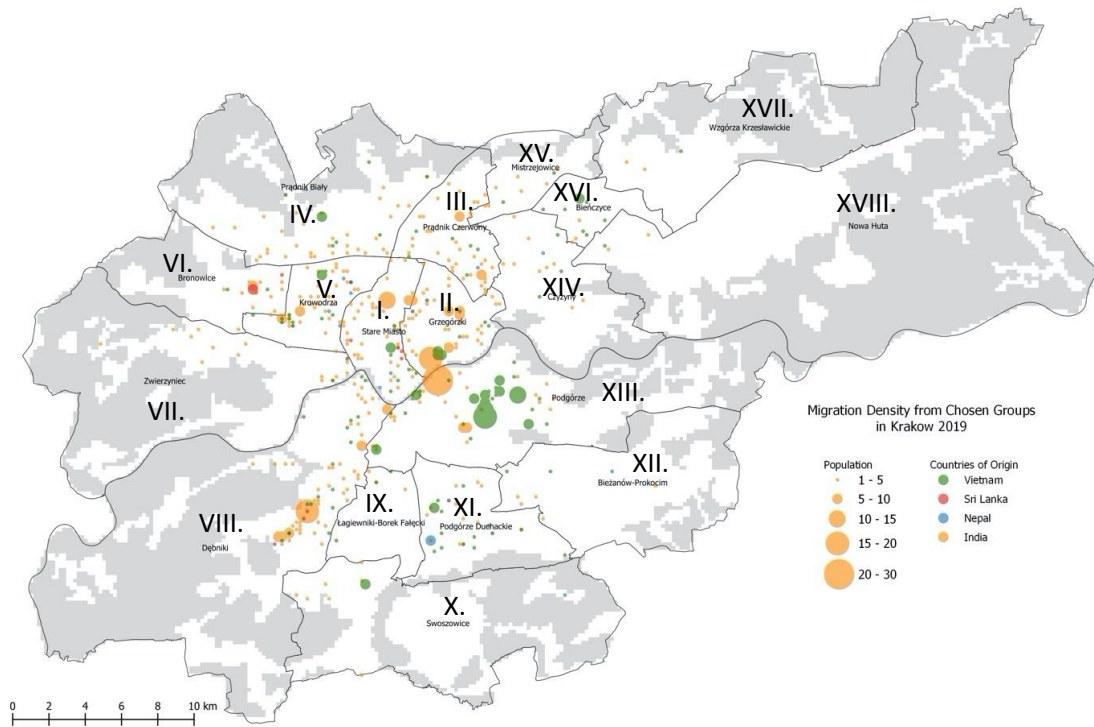 XVII.
Wzgórza Krzesławickie
XV.
Mistrzejowice
Prądnik Biały
IV.
III.
Prądnik Czerwony
XVI.
Bieńczyce
XVIII.
Nowa Huta
VI.
Bronowice
V.
Krowodrza
I.
Stare Miasto
II.
Grzegórzki
XIV.
Czyżyny
Zwierzyniec
VII.
Podgórze
XIII.
XII.
Bieżanów-Prokocim
VIII.
Dębniki
IX.
Łagiewniki-Borek Fałęcki
XI.
Podgórze Duchackie
X.
Swoszowice
Migration Density from Chosen Groups
in Krakow 2019
Population
1 - 5
5 - 10
10 - 15
15 - 20
20 - 30
Countries of Origin
Vietnam
Sri Lanka
Nepal
India
0 2 4 6 8 10 km